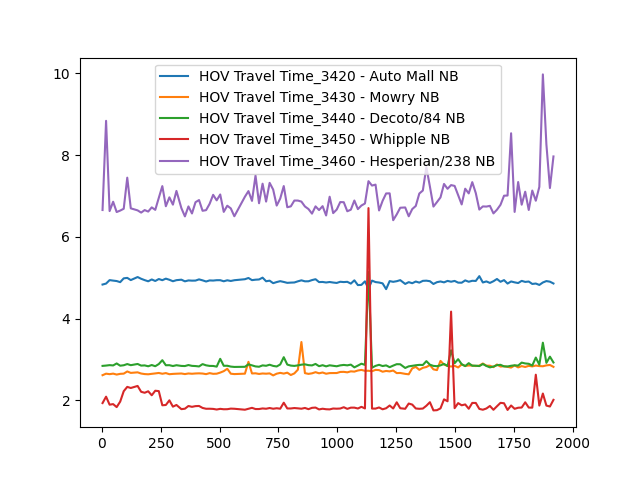 HOV Travel Time_3420 - Auto Mall NB
HOV Travel Time_3430 - Mowry NB
HOV Travel Time_3440 - Decoto/84 NB
HOV Travel Time_3450 - Whipple NB
HOV Travel Time_3460 - Hesperian/238 NB
10
8
6
4
2
0 250 500 750 1000 1250 1500 1750 2000